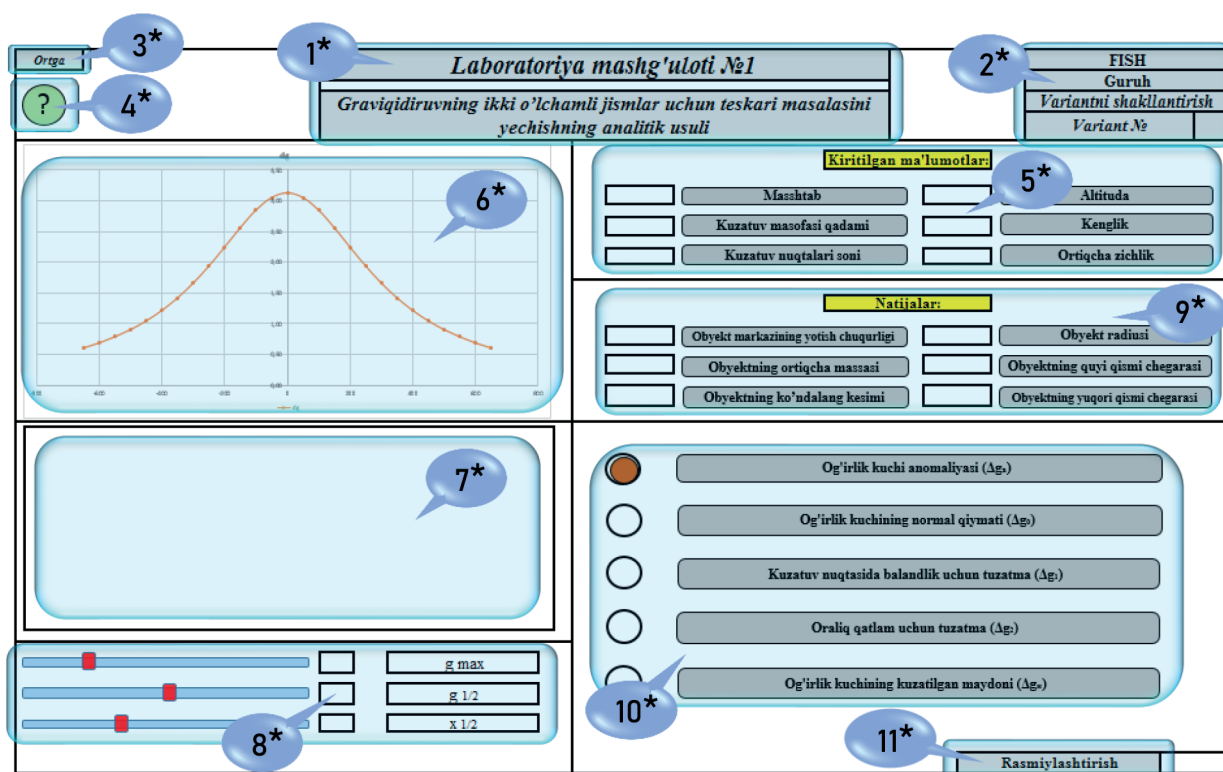 3*
Ortga
4*
?
1*
Laboratoriya mashg'uloti №1
Graviqidiruvning ikki o'lchamli jismlar uchun teskari masalasini
yechishning analitik usuli
2*
FISH
Guruh
Variantni shakllantirish
Variant №
6*
Kiritilgan ma'lumotlar:
5*
Masshtab
Altituda
Kuzatuv masofasi qadami
Kenglik
Kuzatuv nuqtalari soni
Ortiqcha zichlik
Natijalar:
9*
Obyekt markazining yotish chuqurligi
Obyekt radiusi
Obyektning ortiqcha massasi
Obyektning quyi qismi chegarasi
Obyektning ko'ndalang kesimi
Obyektning yuqori qismi chegarasi
7*
Og'irlik kuchi anomaliyasi (Δgₐ)
Og'irlik kuchining normal qiymati (Δg₀)
Kuzatuv nuqtasida balandlik uchun tuzatma (Δg₁)
Oraliq qatlam uchun tuzatma (Δg₂)
Og'irlik kuchining kuzatilgan maydoni
10*
g max
g 1/2
x 1/2
8*
11*
Rasmiylashtirish